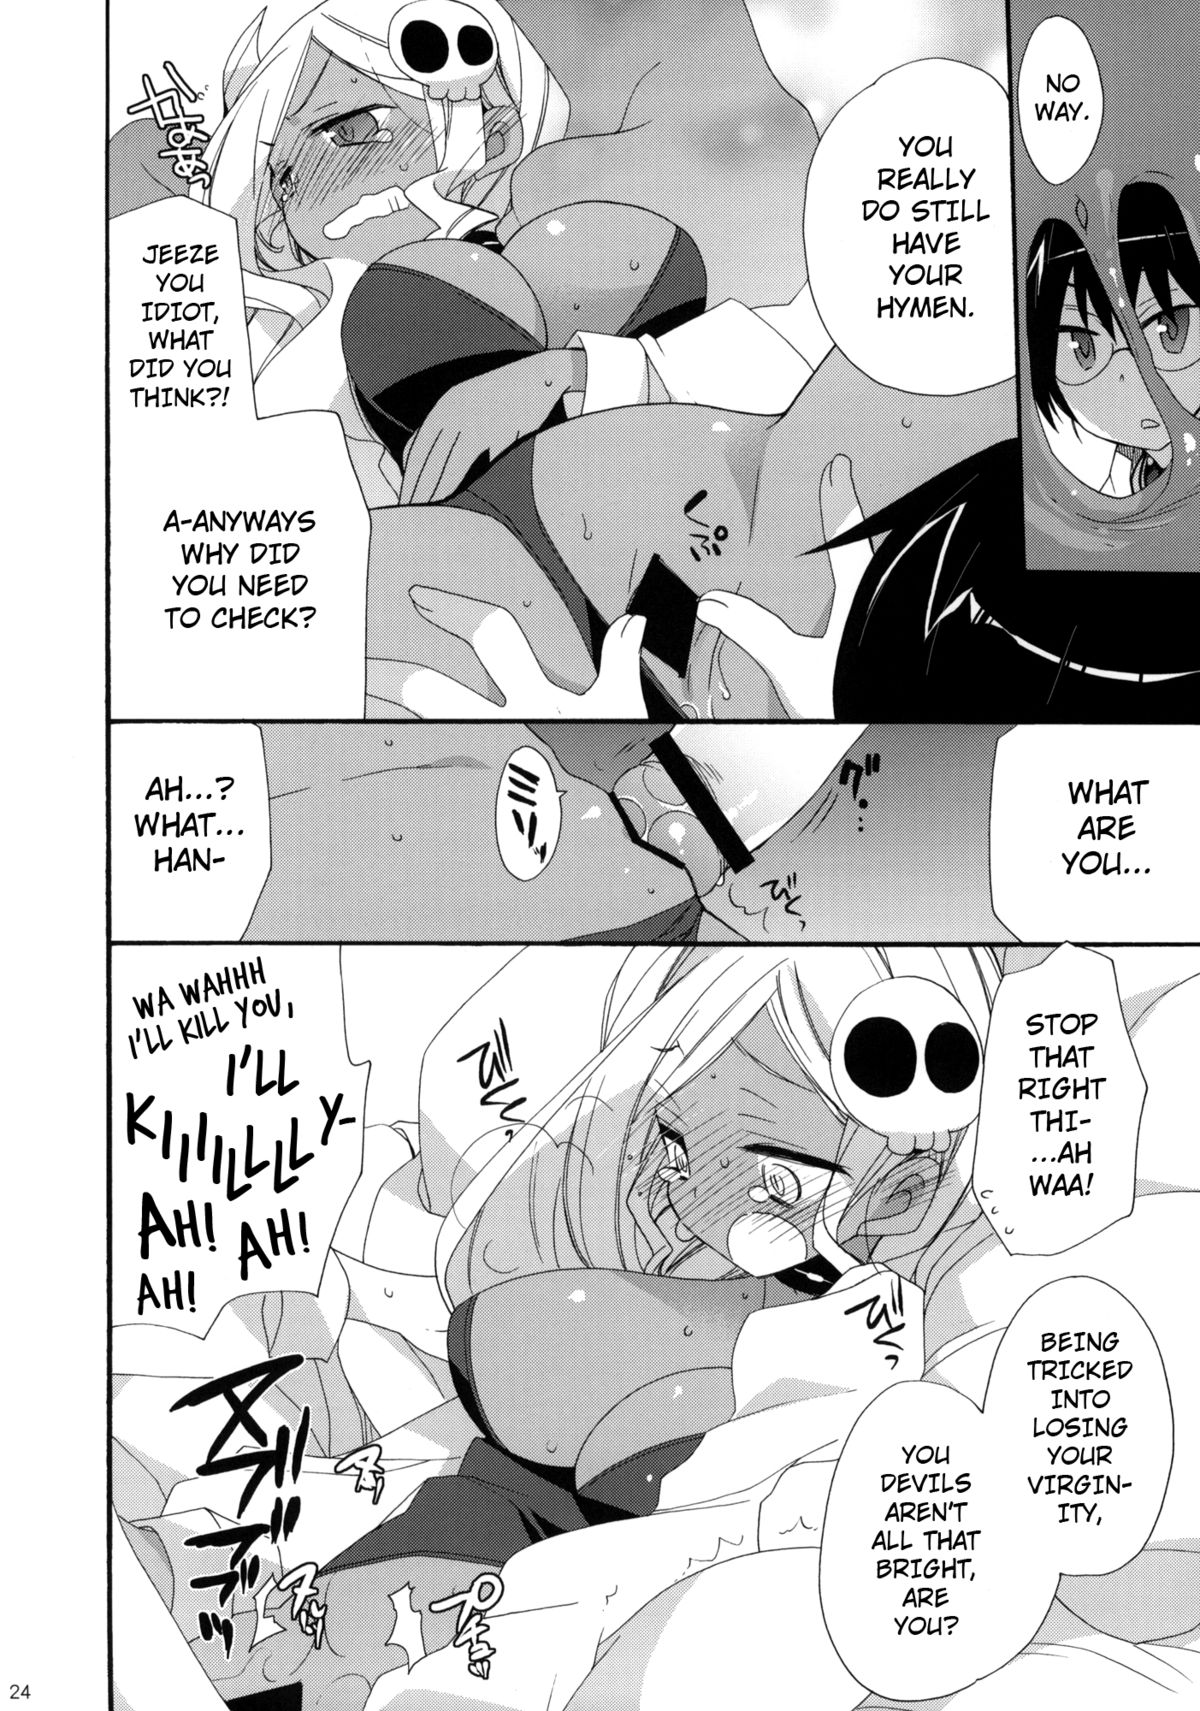 NO
WAY.
YOU
REALLY
DO STILL
HAVE
YOUR
HYMEN.
JEEZE
YOU
IDIOT,
WHAT
DID YOU
THINK?!
A-ANYWAYS
WHY DID
YOU NEED
TO CHECK?
WHAT
ARE
YOU...
AH...?
WHAT...
HAN-
STOP
THAT
RIGHT
THI-
...AH
WAA!
WA WAHHH
I'LL KILL YOU,
I'LL
KIIIILLLLLY-
AH!
AH!
AH!
BEING
TRICKED
INTO
LOSING
YOUR
VIRGIN-
ITY,
YOU
DEVILS
AREN'T
ALL THAT
BRIGHT,
ARE
YOU?
24